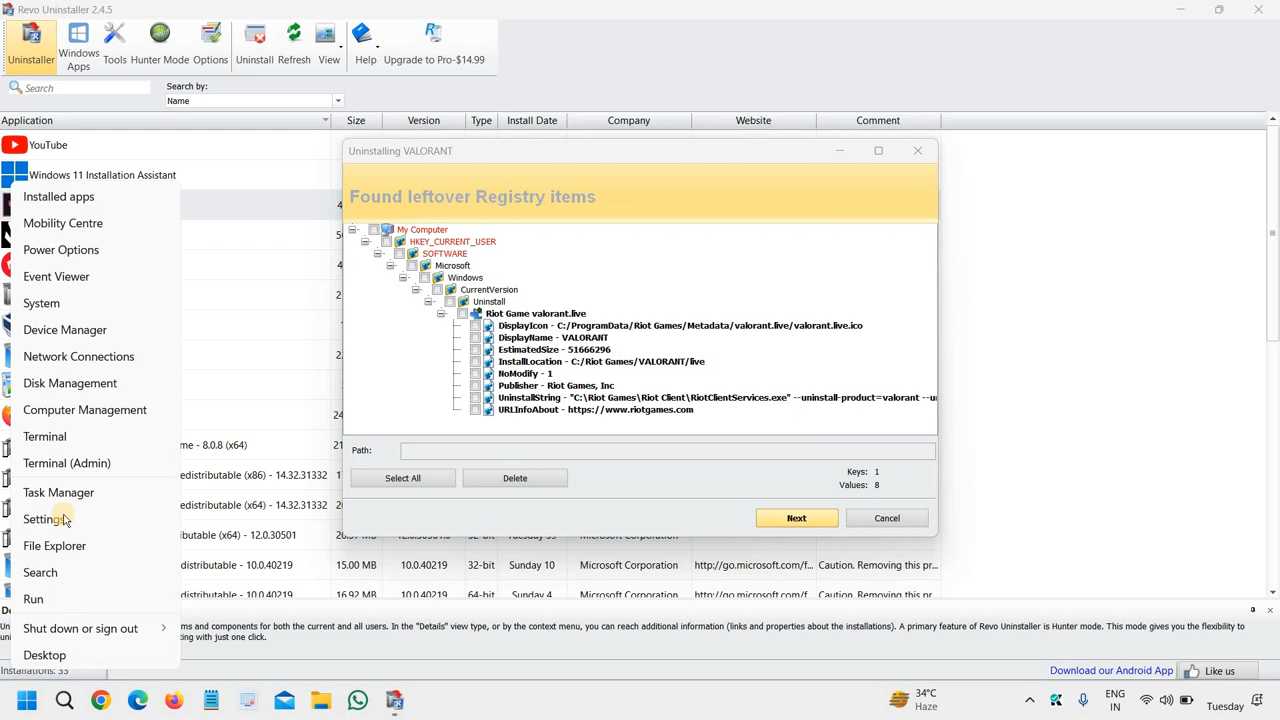 Revo Uninstaller 2.4.5
Uninstaller
Windows Apps
Tools
Hunter Mode
Options
Uninstall
Refresh
View
Help
Upgrade to Pro-$14.99
Search
Search by:
Name
Application Size Version Type Install Date Company Website Comment
YouTube
Windows 11 Installation Assistant
Uninstalling VALORANT
Found leftover Registry items
My Computer
HKEY_CURRENT_USER
SOFTWARE
Microsoft
Windows
CurrentVersion
Uninstall
Riot Game valorant.live
DisplayIcon - C:/ProgramData/Riot Games/Metadata/valorant.live/valorant.live.ico
DisplayName - VALORANT
EstimatedSize - 51666296
InstallLocation - C:/Riot Games/VALORANT/live
NoModify - 1
Publisher - Riot Games, Inc
UninstallString - "C:\Riot Games\Riot Client\RiotClientServices.exe" --uninstall-product=valorant
URLInfoAbout - https://www.riotgames.com
Path:
Select All
Delete
Keys: 1
Values: 8
Next
Cancel
Installed apps
Mobility Centre
Power Options
Event Viewer
System
Device Manager
Network Connections
Disk Management
Computer Management
Terminal
Terminal (Admin)
Task Manager
Settings
File Explorer
Search
Run
Shut down or sign out
Desktop
me - 8.0.8 (x64)
edistributable (x86) - 14.32.31332
edistributable (x64) - 14.32.31332
ibutable (x64) - 12.0.30501
distributable - 10.0.40219 15.00 MB 10.0.40219 32-bit Sunday 10 Microsoft Corporation http://go.microsoft.com/f... Caution. Removing this pr...
distributable - 10.0.40219 16.92 MB 10.0.40219 64-bit Sunday 4 Microsoft Corporation http://go.microsoft.com/f... Caution. Removing this pr...
ms and components for both the current and all users. In the "Details" view type, or by the context menu, you can reach additional information (links and properties about the installations). A primary feature of Revo Uninstaller is Hunter mode. This mode gives you the flexibility to
ting with just one click.
Installations: 33
Download our Android App
Like us
34°C
Haze
ENG
IN
Tuesday